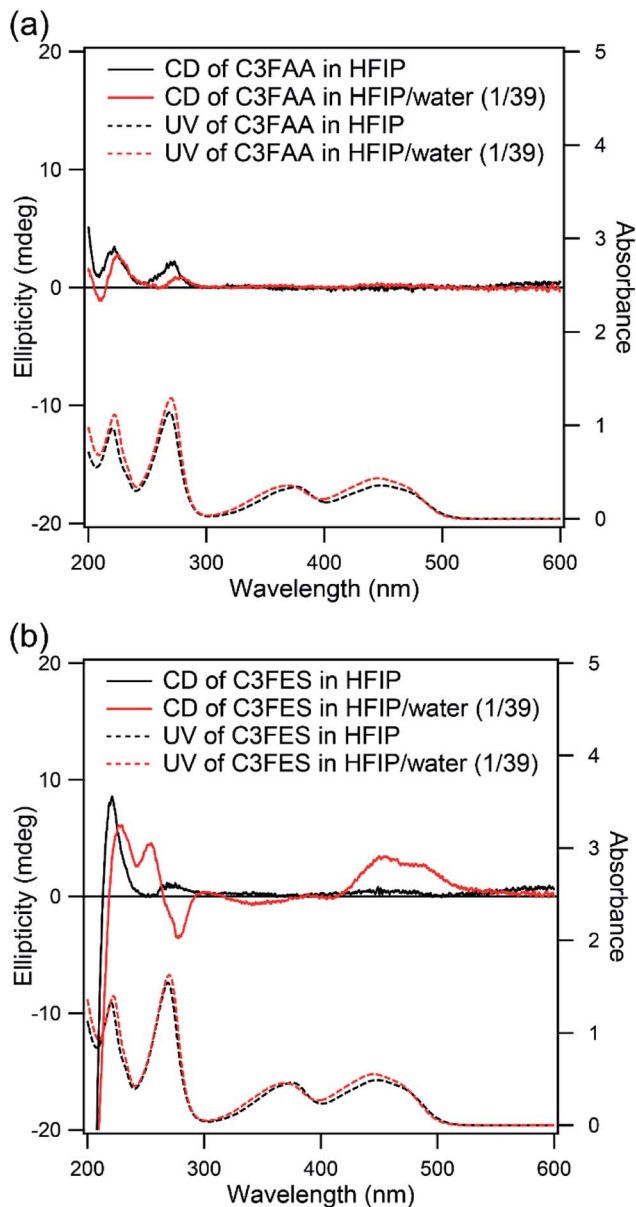 (a)
20
10
0
-10
-20
Ellipticity (mdeg)
CD of C3FAA in HFIP
CD of C3FAA in HFIP/water (1/39)
UV of C3FAA in HFIP
UV of C3FAA in HFIP/water (1/39)
5
4
3
2
1
0
Absorbance
200 300 400 500 600
Wavelength (nm)
(b)
20
10
0
-10
-20
Ellipticity (mdeg)
CD of C3FES in HFIP
CD of C3FES in HFIP/water (1/39)
UV of C3FES in HFIP
UV of C3FES in HFIP/water (1/39)
5
4
3
2
1
0
Absorbance
200 300 400 500 600
Wavelength (nm)